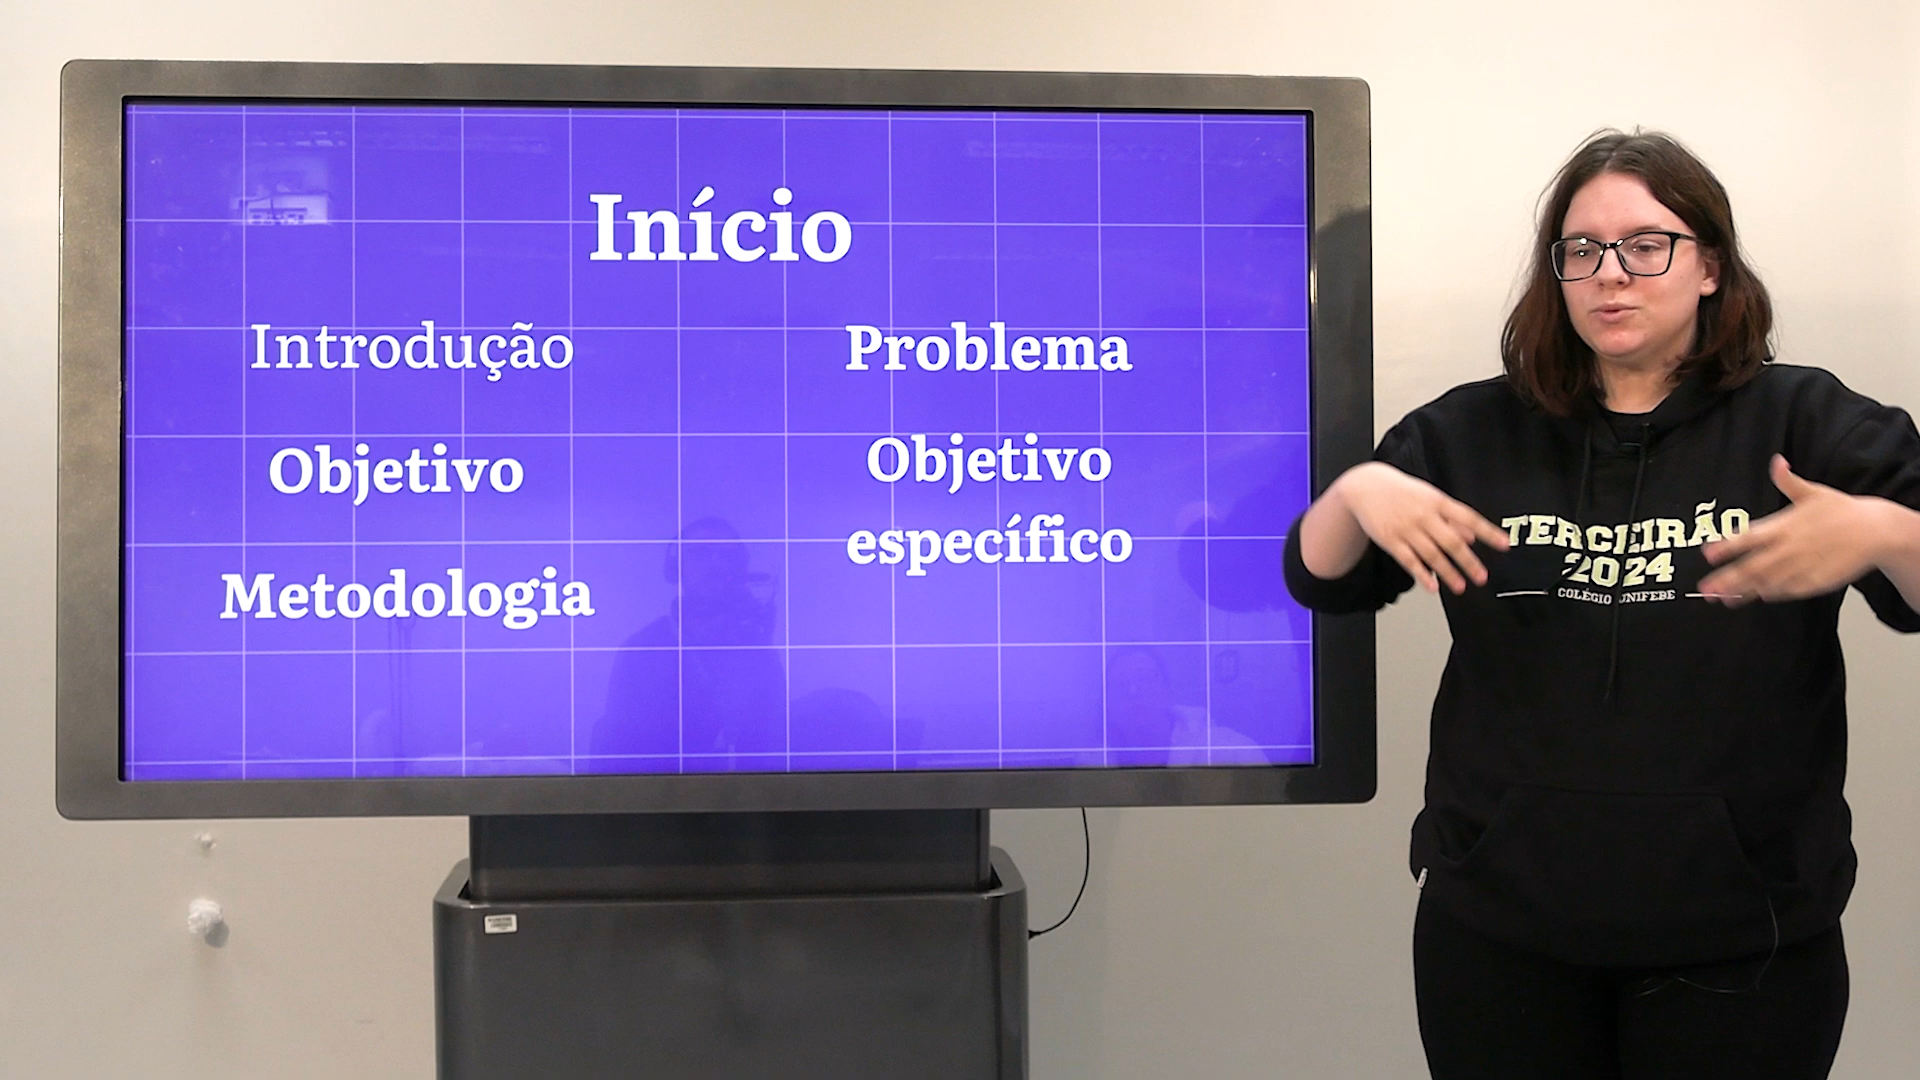 Início
Introdução
Objetivo
Metodologia
Problema
Objetivo
específico
TERCEIRÃO
2024
COLÉGIO UNIFEBE